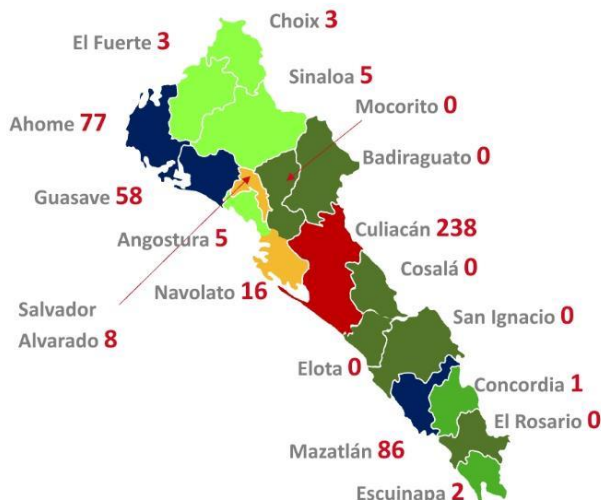 Choix 3
El Fuerte 3
Sinaloa 5
Mocorito 0
Ahome 77
Badiraguato 0
Guasave 58
Culiacán 238
Angostura 5
Cosalá 0
Navolato 16
Salvador
Alvarado 8
San Ignacio 0
Elota 0
Concordia 1
El Rosario 0
Mazatlán 86
Escuinapa 2